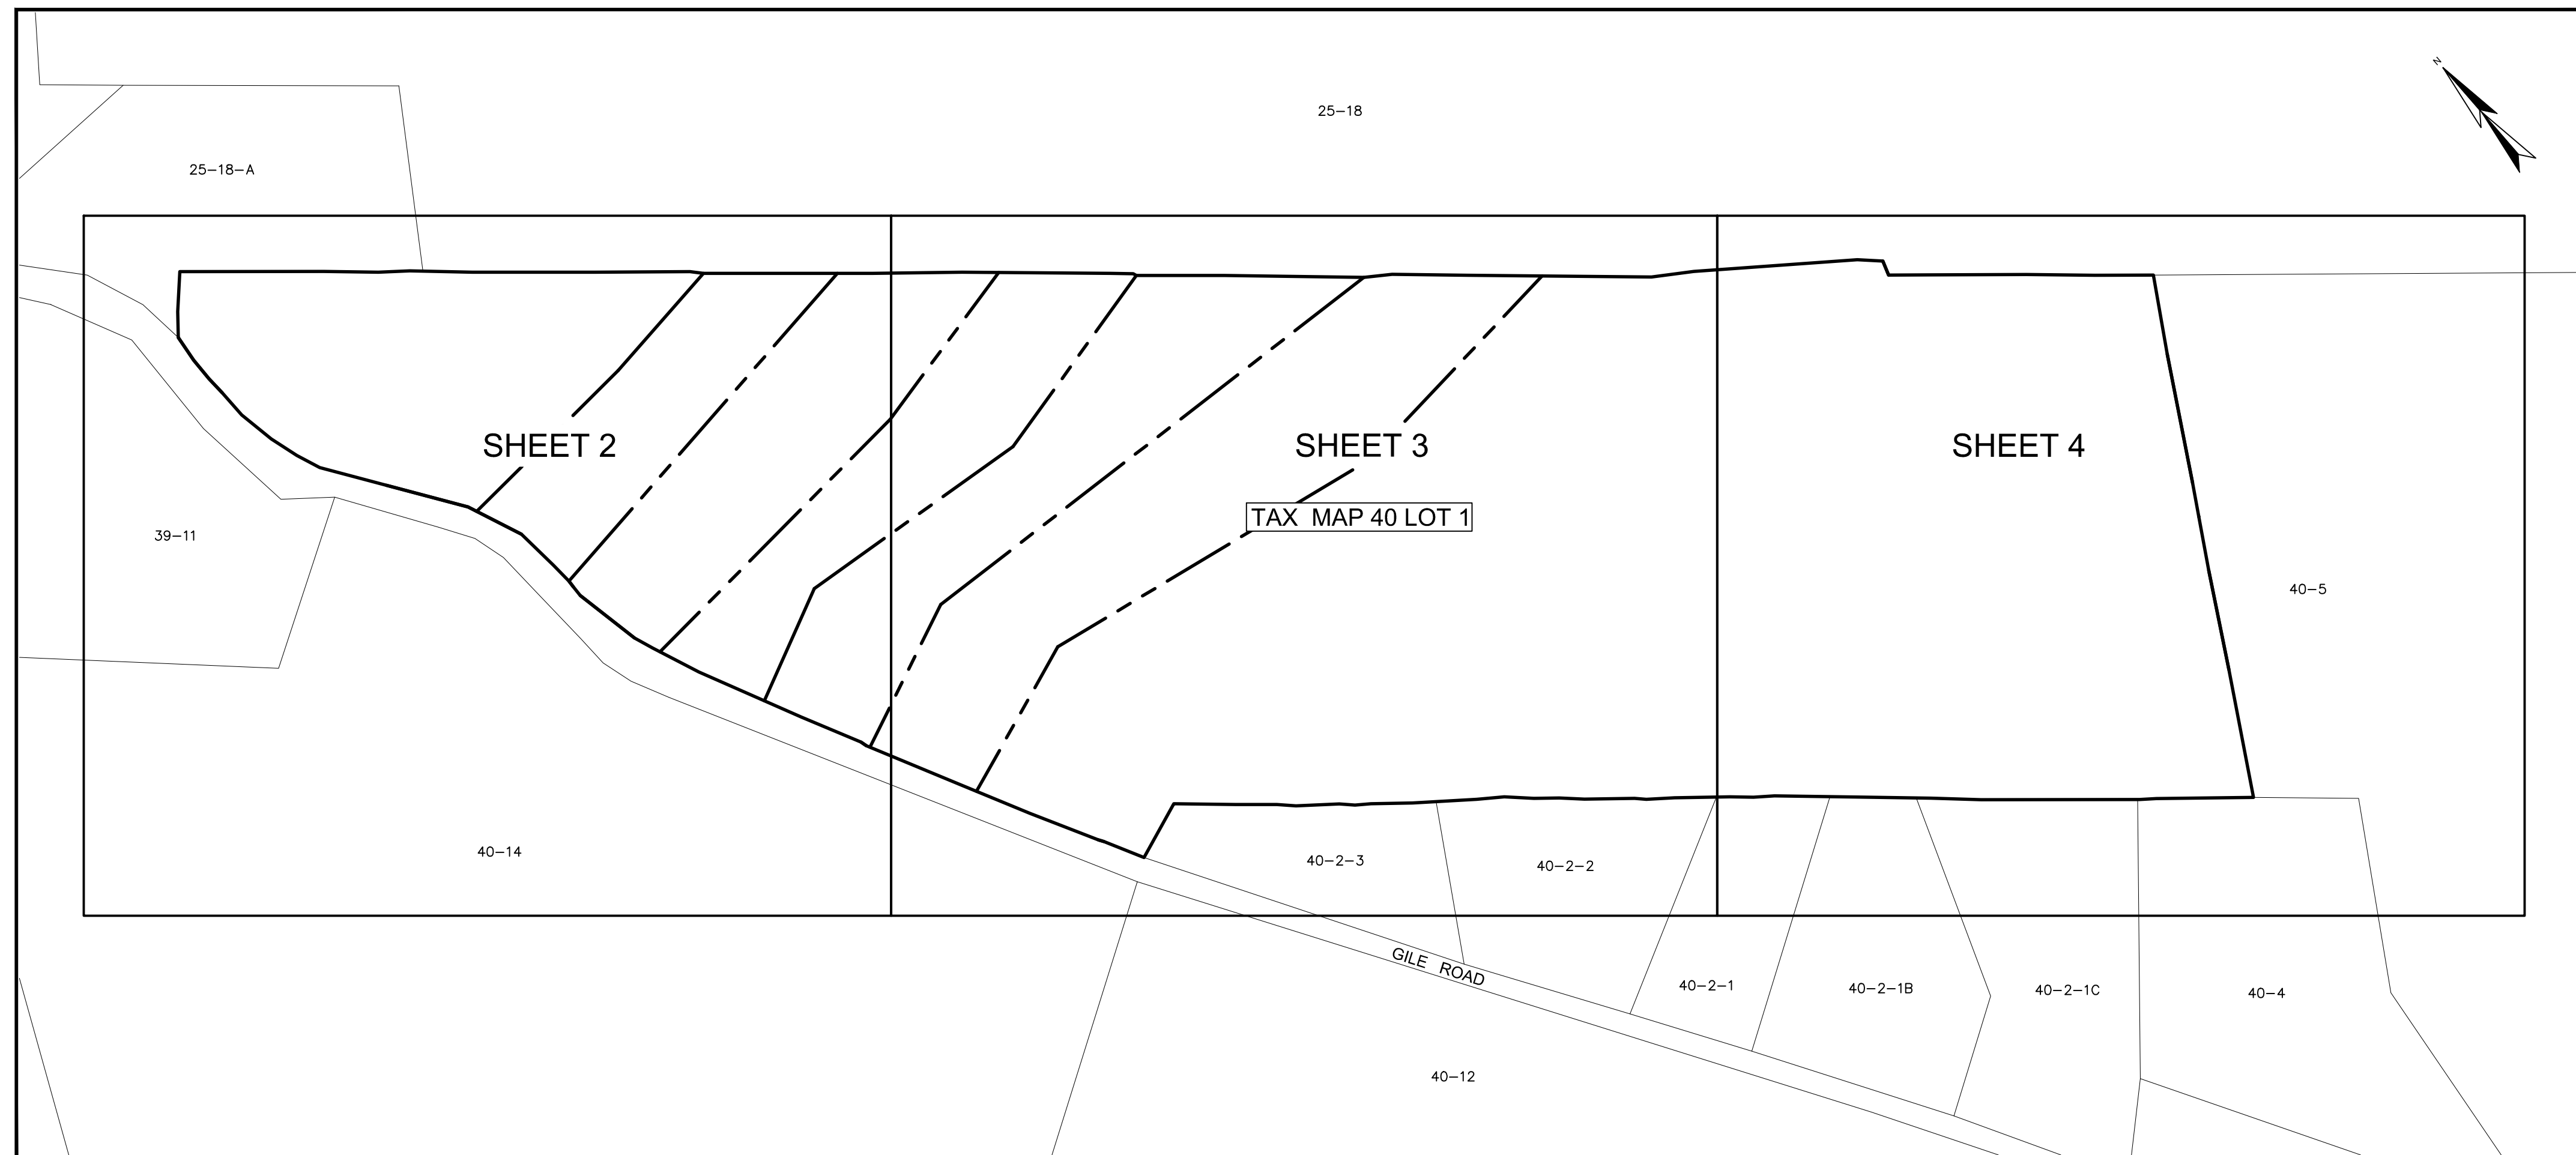 N
25-18
25-18-A
SHEET 2
SHEET 3
SHEET 4
TAX MAP 40 LOT 1
39-11
40-5
40-14
40-2-3
40-2-2
GILE ROAD
40-2-1
40-2-1B
40-2-1C
40-4
40-12